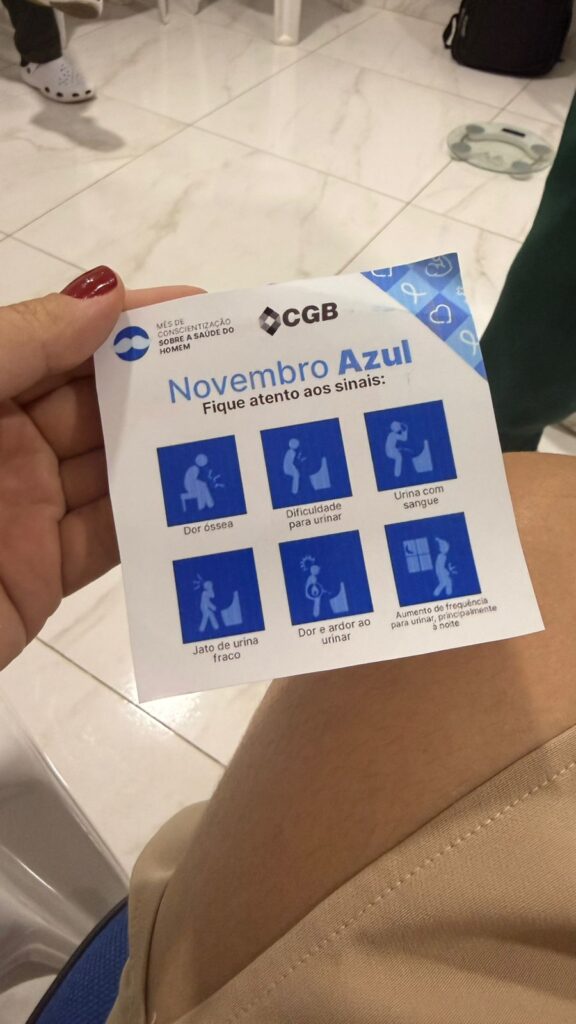 MÊS DE
CONSCIENTIZAÇÃO
SOBRE A SAÚDE DO
HOMEM
CGB
Novembro Azul
Fique atento aos sinais:
Dor óssea
Dificuldade
para urinar
Urina com
sangue
Jato de urina
fraco
Dor e ardor ao
urinar
Aumento de frequência
para urinar, principalmente
à noite